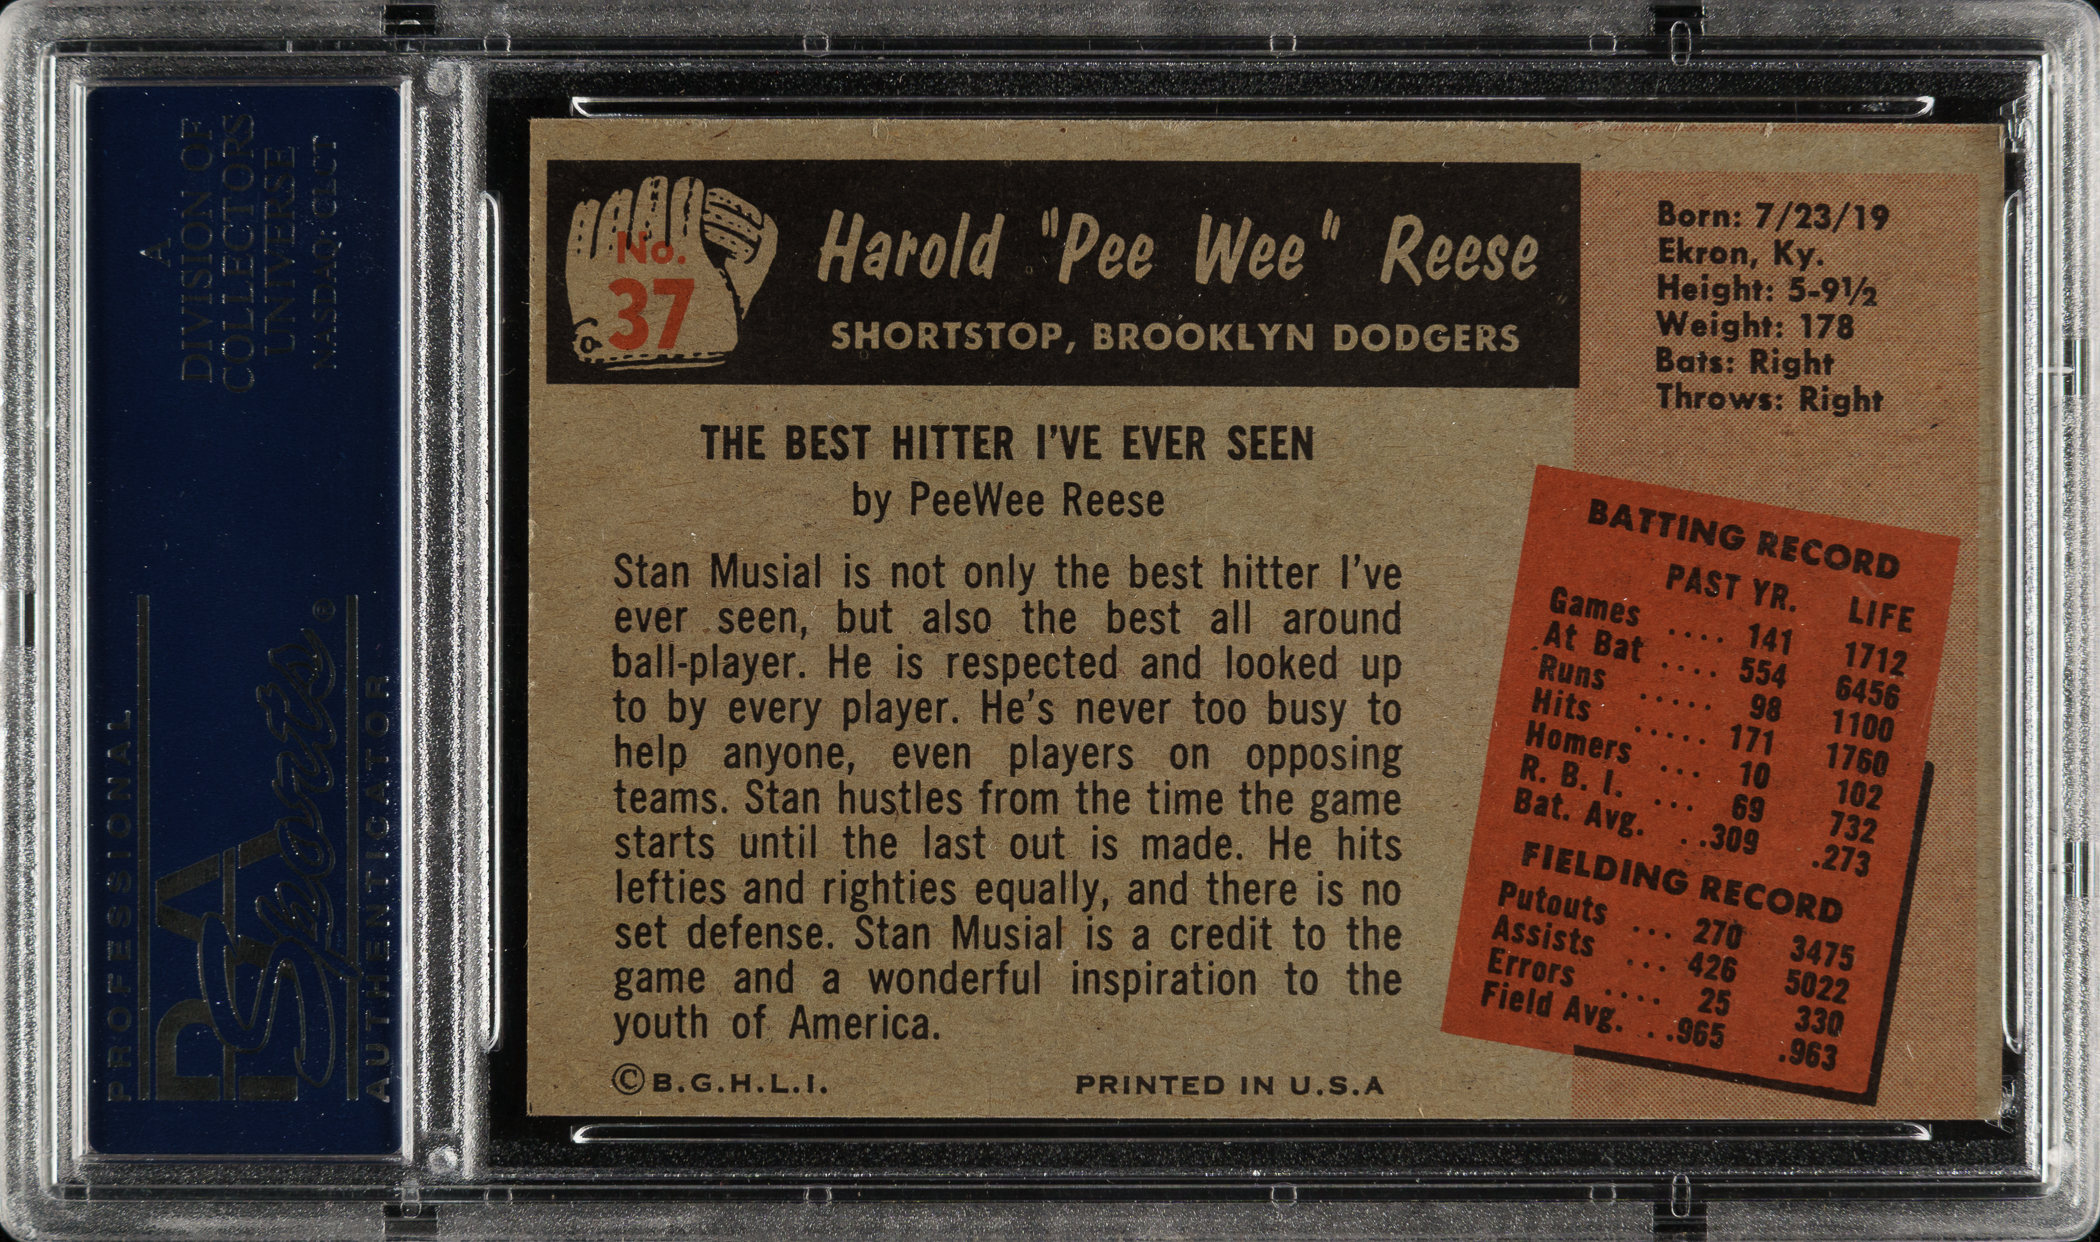 A
DIVISION OF
COLLECTORS
UNIVERSE
NASDAQ: CLCT
PROFESSIONAL
PSA
Sports®
AUTHENTICATOR
No.
37
Harold "Pee Wee" Reese
SHORTSTOP, BROOKLYN DODGERS
THE BEST HITTER I'VE EVER SEEN
by PeeWee Reese
Stan Musial is not only the best hitter I've
ever seen, but also the best all around
ball-player. He is respected and looked up
to by every player. He's never too busy to
help anyone, even players on opposing
teams. Stan hustles from the time the game
starts until the last out is made. He hits
lefties and righties equally, and there is no
set defense. Stan Musial is a credit to the
game and a wonderful inspiration to the
youth of America.
©B.G.H.L.I. PRINTED IN U.S.A
Born: 7/23/19
Ekron, Ky.
Height: 5-9½
Weight: 178
Bats: Right
Throws: Right
BATTING RECORD
PAST YR. LIFE
Games .... 141 1712
At Bat .... 554 6456
Runs ..... 98 1100
Hits ..... 171 1760
Homers ... 10 102
R. B. I. ... 69 732
Bat. Avg. ..309 .273
FIELDING RECORD
Putouts ... 270 3475
Assists ... 426 5022
Errors .... 25 330
Field Avg. ..965 .963